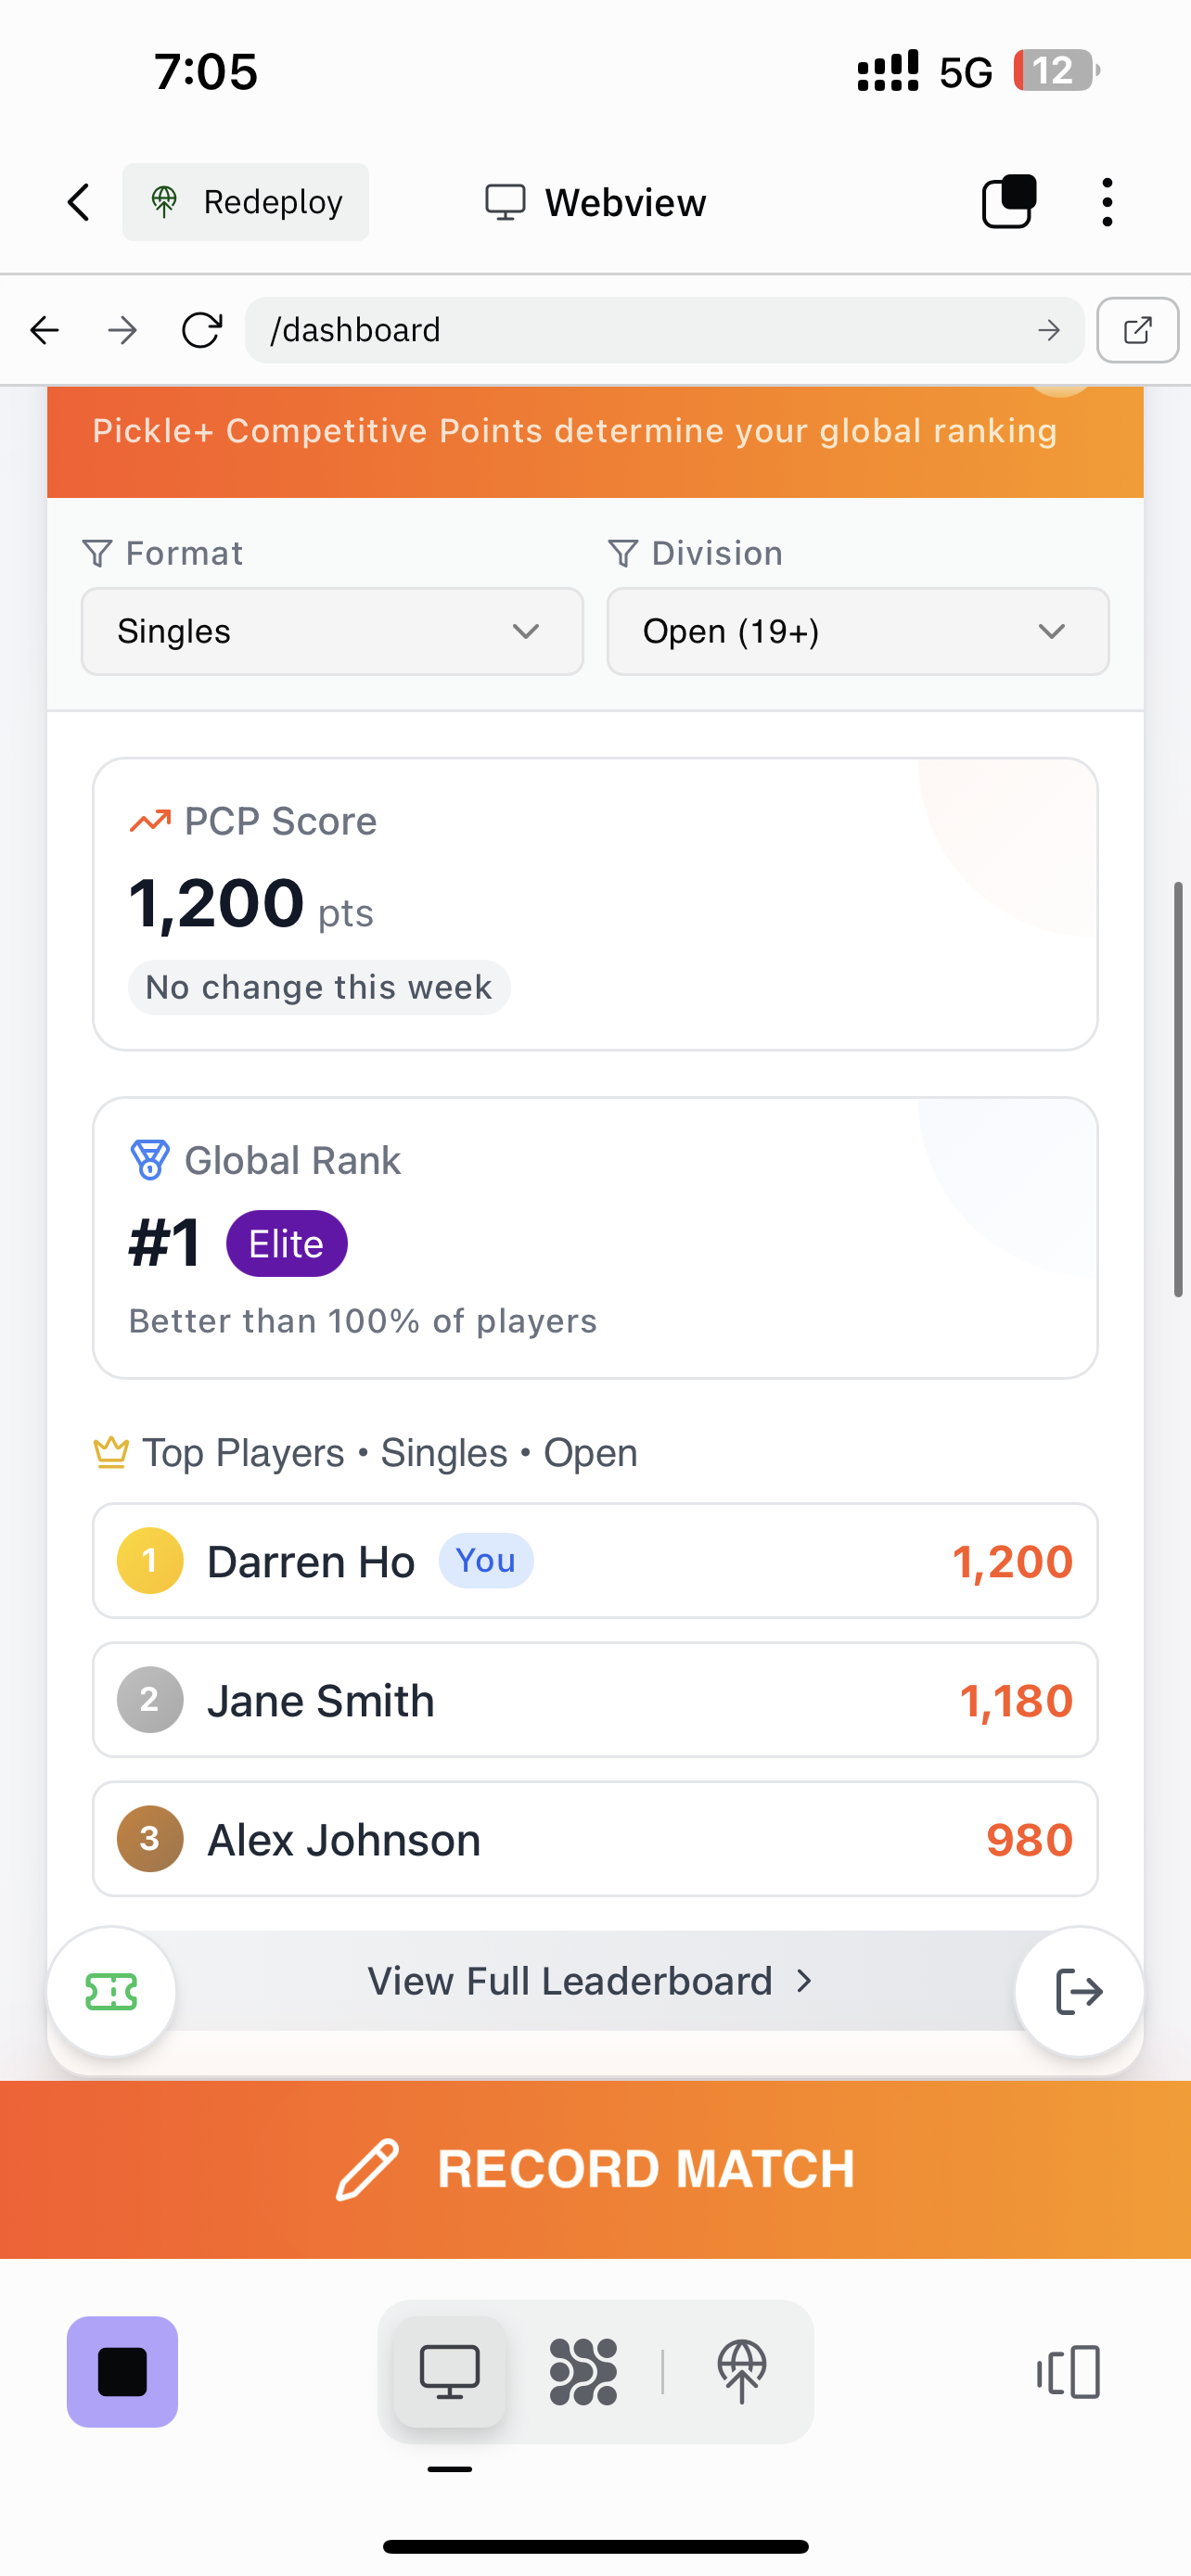 7:05
5G
12
Redeploy
Webview
/dashboard
Pickle+ Competitive Points determine your global ranking
Format
Division
Singles
Open (19+)
PCP Score
1,200 pts
No change this week
Global Rank
#1 Elite
Better than 100% of players
Top Players • Singles • Open
1 Darren Ho You 1,200
2 Jane Smith 1,180
3 Alex Johnson 980
View Full Leaderboard
RECORD MATCH